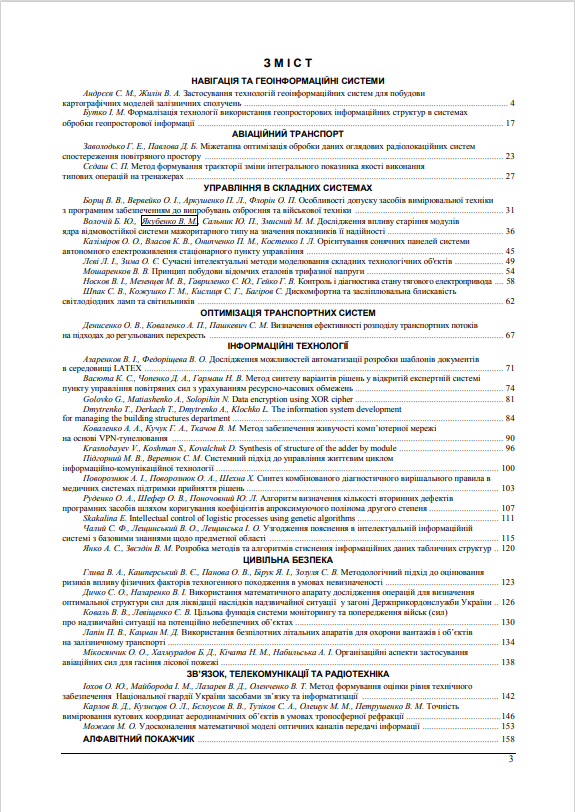 ЗМІСТ
НАВІГАЦІЯ ТА ГЕОІНФОРМАЦІЙНІ СИСТЕМИ
Андрєєв С. М., Жилін В. А. Застосування технологій геоінформаційних систем для побудови
картографічних моделей залізничних сполучень 4
Бутко І. М. Формалізація технології використання геопросторових інформаційних структур в системах
обробки геопросторової інформації 17
АВІАЦІЙНИЙ ТРАНСПОРТ
Заволодько Г. Е., Павлова Д. Б. Міжетапна оптимізація обробки даних оглядових радіолокаційних систем
спостереження повітряного простору 23
Сєдаш С. П. Метод формування траєкторії зміни інтегрального показника якості виконання
типових операцій на тренажерах 27
УПРАВЛІННЯ В СКЛАДНИХ СИСТЕМАХ
Борщ В. В., Вервейко О. І., Аркушенко П. Л., Флорін О. П. Особливості допуску засобів вимірювальної техніки
з програмним забезпеченням до випробувань озброєння та військової техніки 31
Волочій Б. Ю., Якубенко В. М., Сальник Ю. П., Змисний М. М. Дослідження впливу старіння модулів
ядра відмовостійкої системи мажоритарного типу на значення показників її надійності 36
Казіміров О. О., Власов К. В., Онипченко П. М., Костенко І. Л. Орієнтування сонячних панелей системи
автономного електроживлення стаціонарного пункту управління 45
Леві Л. І., Зима О. Є. Сучасні інтелектуальні методи моделювання складних технологічних об'єктів 49
Мошаренков В. В. Принцип побудови відомчих еталонів трифазної напруги 54
Носков В. І., Мезенцев М. В., Гавриленко С. Ю., Гейко Г. В. Контроль і діагностика стану тягового електропривода 58
Шпак С. В., Кожушко Г. М., Кислиця С. Г., Багіров С. Дискомфортна та засліплювальна блискавість
світлодіодних ламп та світильників 62
ОПТИМІЗАЦІЯ ТРАНСПОРТНИХ СИСТЕМ
Денисенко О. В., Коваленко А. П., Пашкевич С. М. Визначення ефективності розподілу транспортних потоків
на підходах до регульованих перехресть 67
ІНФОРМАЦІЙНІ ТЕХНОЛОГІЇ
Азаренков В. І., Федоріщева В. О. Дослідження можливостей автоматизації розробки шаблонів документів
в середовищі LATEX 71
Васюта К. С., Чопенко Д. А., Гармаш Н. В. Метод синтезу варіантів рішень у відкритій експертній системі
пункту управління повітряних сил з урахуванням ресурсно-часових обмежень 74
Golovko G., Matiashenko A., Solopihin N. Data encryption using XOR cipher 81
Dmytrenko T., Derkach T., Dmytrenko A., Klochko L. The information system development
for managing the building structures department 84
Коваленко А. А., Кучук Г. А., Ткачов В. М. Метод забезпечення живучості комп'ютерної мережі
на основі VPN-тунелювання 90
Krasnobayev V., Koshman S., Kovalchuk D. Synthesis of structure of the adder by module 96
Підгорний М. В., Веретюк С. М. Системний підхід до управління життєвим циклом
інформаційно-комунікаційної технології 100
Поворознюк А. І., Поворознюк О. А., Шехна Х. Синтез комбінованого діагностичного вирішального правила в
медичних системах підтримки прийняття рішень 103
Руденко О. А., Шефер О. В., Поночовний Ю. Л. Алгоритм визначення кількості вторинних дефектів
програмних засобів шляхом коригування коефіцієнтів апроксимуючого полінома другого степеня 107
Skakalina E. Intellectual control of logistic processes using genetic algorithms 111
Чалий С. Ф., Лещинський В. О., Лещинська І. О. Узгодження пояснення в інтелектуальній інформаційній
системі з базовими знаннями щодо предметної області 115
Янко А. С., Звєздін В. М. Розробка методів та алгоритмів стиснення інформаційних даних табличних структур 120
ЦИВІЛЬНА БЕЗПЕКА
Глива В. А., Кашперський В. Є., Панова О. В., Бірук Я. І., Зозуля С. В. Методологічний підхід до оцінювання
ризиків впливу фізичних факторів техногенного походження в умовах невизначеності 123
Дичко С. О., Назаренко В. І. Використання математичного апарату дослідження операцій для визначення
оптимальної структури сил для ліквідації наслідків надзвичайної ситуації у загоні Держприкордонслужби України 126
Коваль В. В., Левіщенко Є. В. Цільова функція системи моніторингу та попередження військ (сил)
про надзвичайні ситуації на потенційно небезпечних об'єктах 130
Лапін П. В., Кацман М. Д. Використання безпілотних літальних апаратів для охорони вантажів і об'єктів
на залізничному транспорті 134
Мікосянчик О. О., Халмурадов Б. Д., Кічата Н. М., Набильська А. І. Організаційні аспекти застосування
авіаційних сил для гасіння лісової пожежі 138
ЗВ'ЯЗОК, ТЕЛЕКОМУНІКАЦІЇ ТА РАДІОТЕХНІКА
Іохов О. Ю., Майборода І. М., Лазарев В. Д., Оленченко В. Т. Метод формування оцінки рівня технічного
забезпечення Національної гвардії України засобами зв'язку та інформатизації 142
Карлов В. Д., Кузнєцов О. Л., Бєлоусов В. В., Тузіков С. А., Олещук М. М., Петрушенко В. М. Точність
вимірювання кутових координат аеродинамічних об'єктів в умовах тропосферної рефракції 146
Можаєв М. О. Удосконалення математичної моделі оптичних каналів передачі інформації 153
АЛФАВІТНИЙ ПОКАЖЧИК 158
3